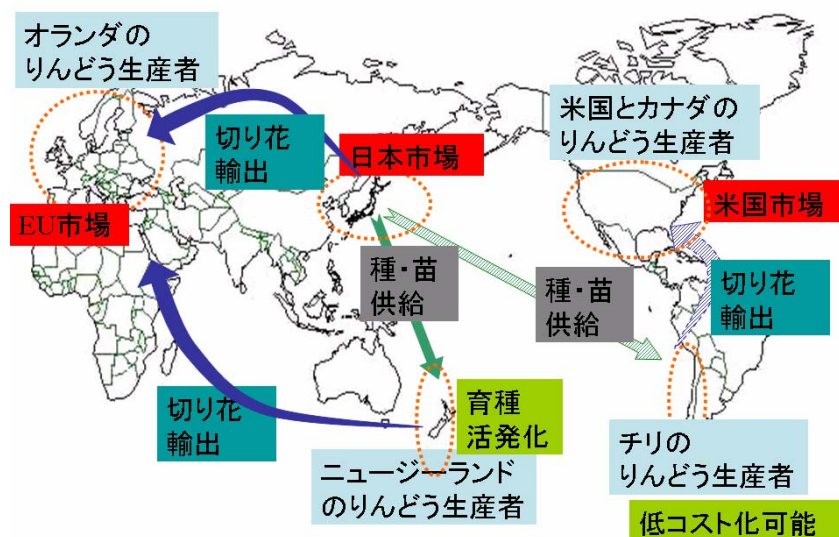 オランダの
りんどう生産者
切り花
輸出
日本市場
米国とカナダの
りんどう生産者
EU市場
米国市場
種・苗
供給
種・苗
供給
切り花
輸出
切り花
輸出
育種
活発化
ニュージーランド
のりんどう生産者
チリの
りんどう生産者
低コスト化可能